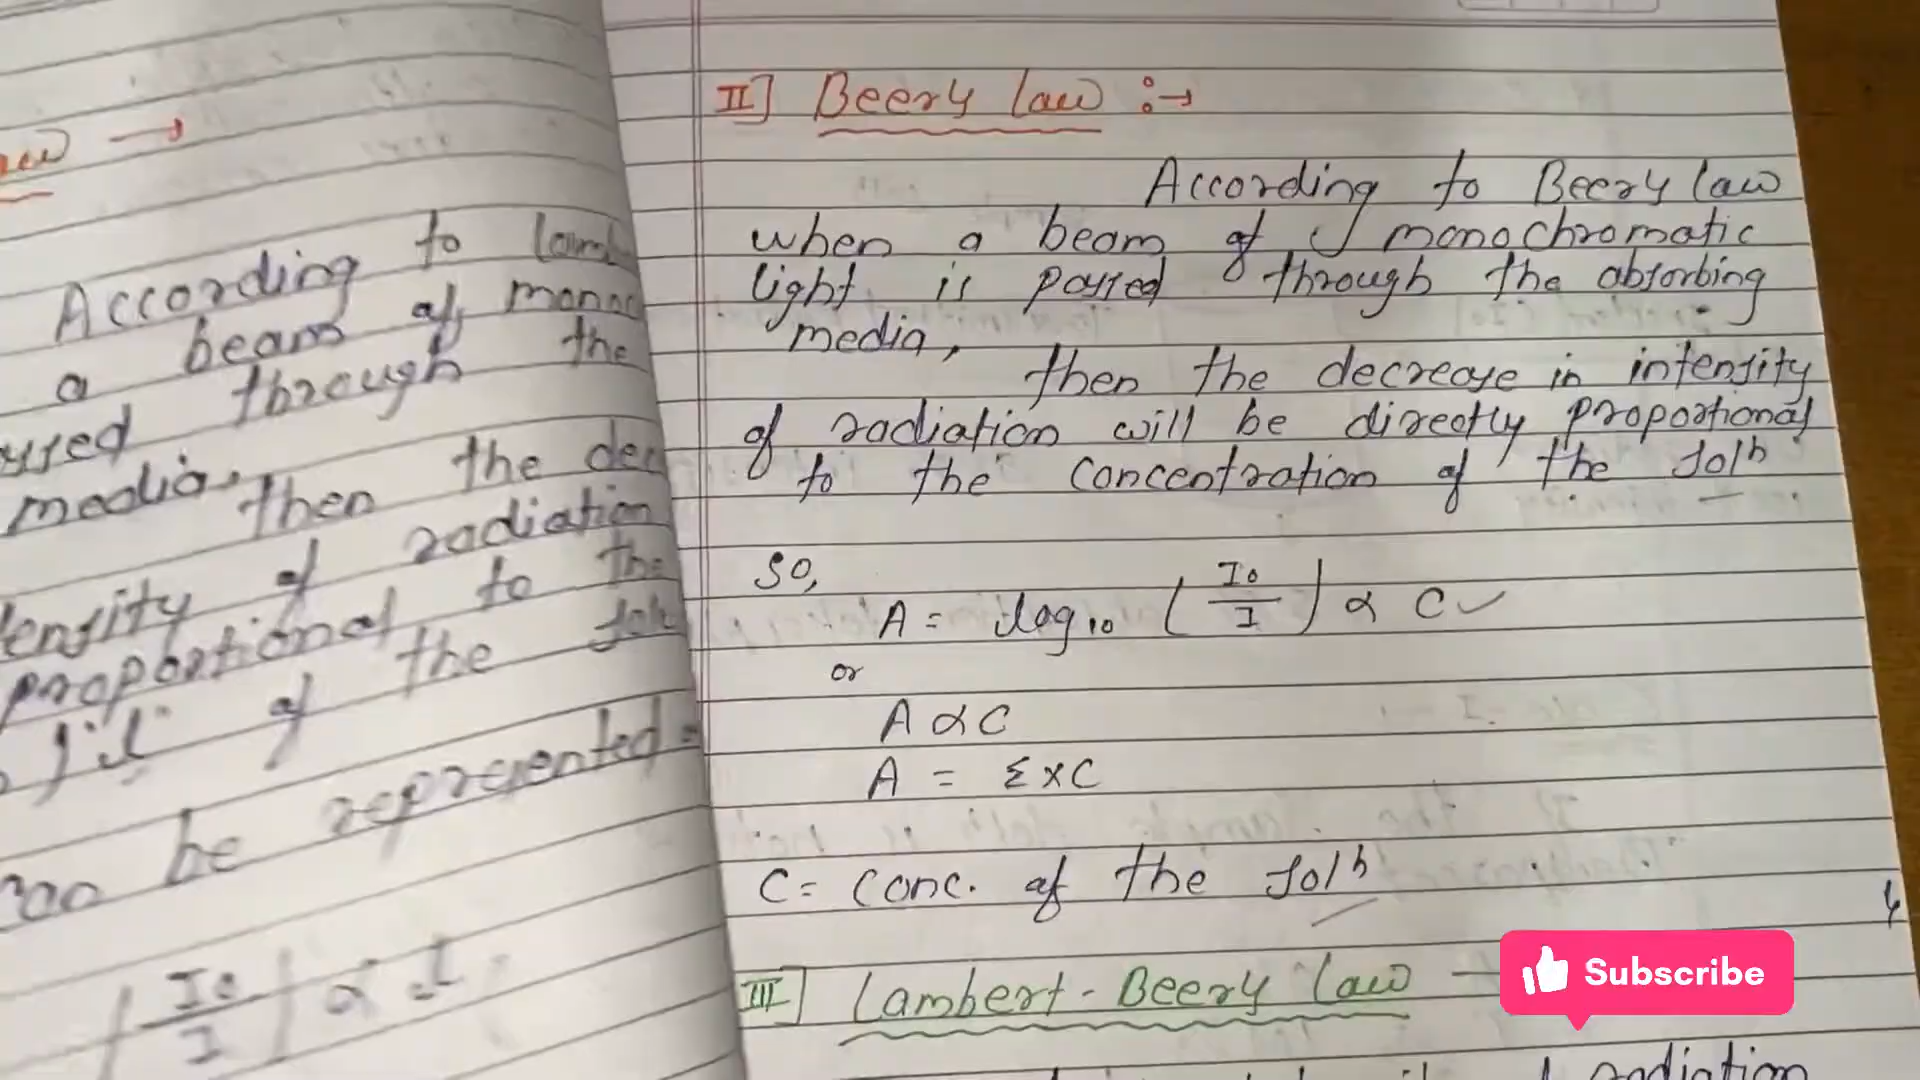 →
According to
a beam of
through the
media, then the
of radiation
proportional to the
of the
be represented
I0
I
II] Beer's law :→
According to Beer's law
when a beam of monochromatic
light is passed through the absorbing
media,
then the decrease in intensity
of radiation will be directly proportional
to the concentration of the solⁿ
So,
A = log10 (I0/I) ∝ C ✓
or
A ∝ C
A = Σ x C
C = conc. of the solⁿ
III] Lambert-Beer's law
Subscribe
radiation